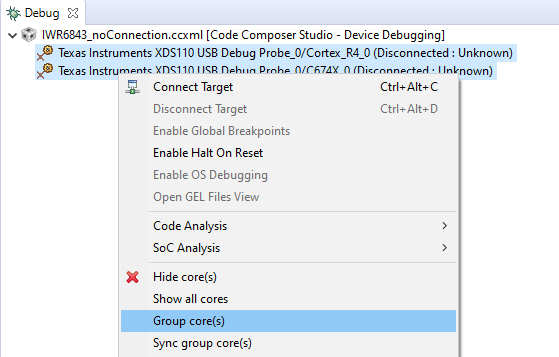 Debug
IWR6843_noConnection.ccxml [Code Composer Studio - Device Debugging]
Texas Instruments XDS110 USB Debug Probe_0/Cortex_R4_0 (Disconnected : Unknown)
Texas Instruments XDS110 USB Debug Probe_0/C674X_0 (Disconnected : Unknown)
Connect Target Ctrl+Alt+C
Disconnect Target Ctrl+Alt+D
Enable Global Breakpoints
Enable Halt On Reset
Enable OS Debugging
Open GEL Files View
Code Analysis
SoC Analysis
Hide core(s)
Show all cores
Group core(s)
Sync group core(s)